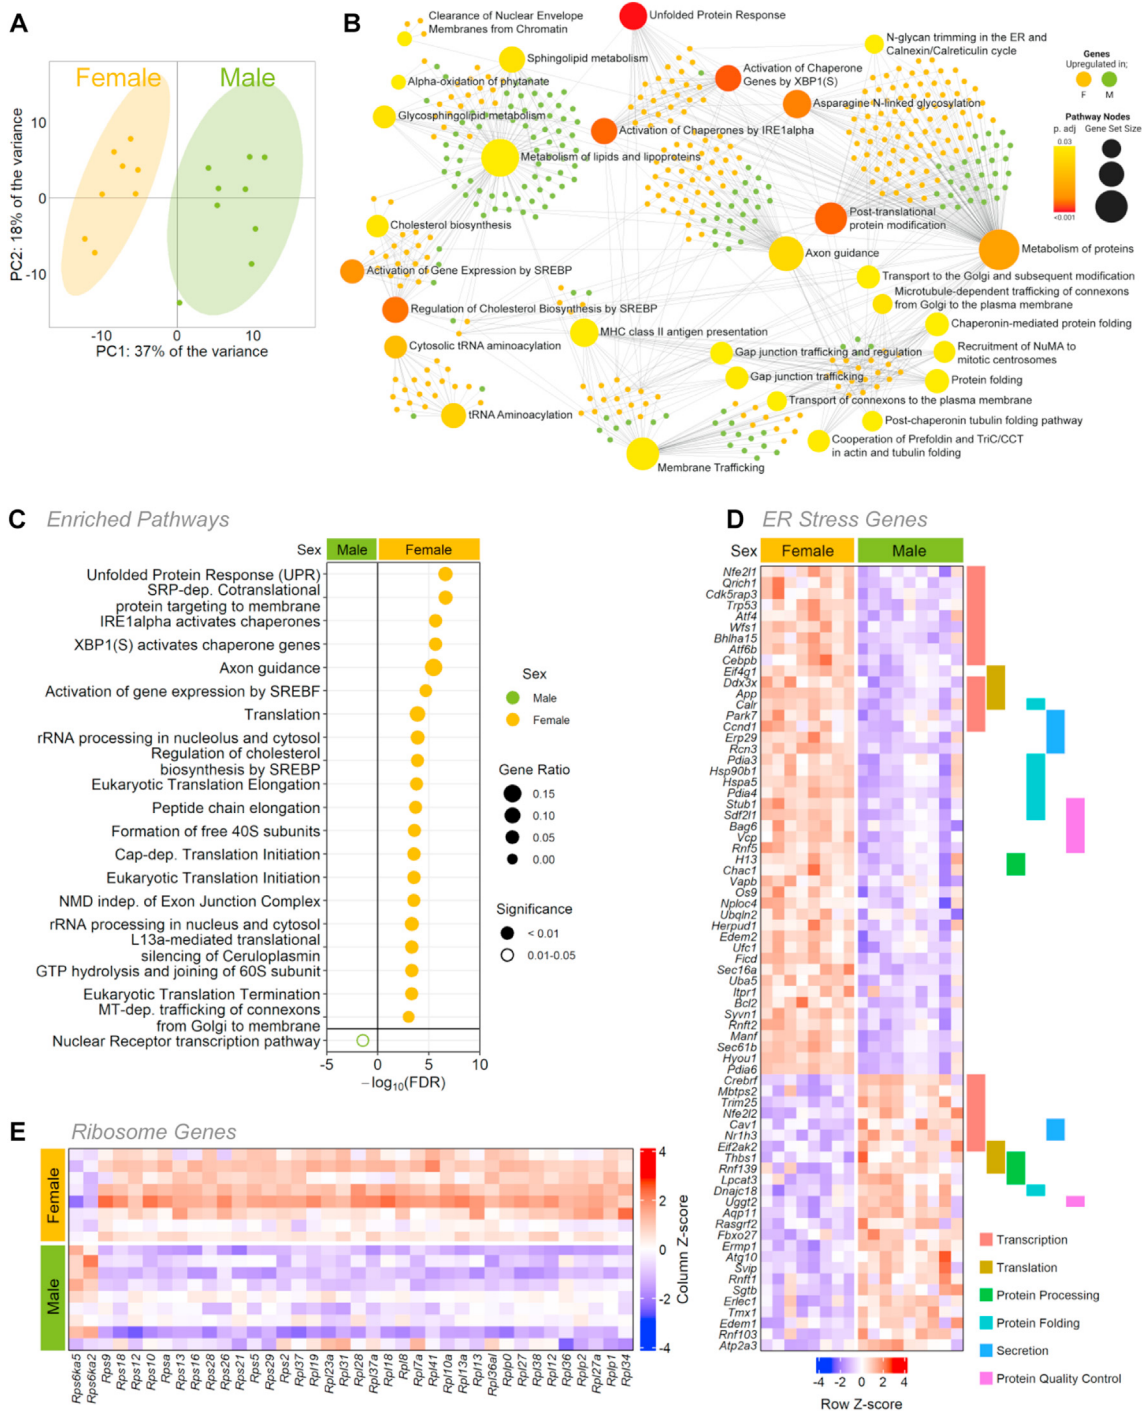 A
Female
Male
10
0
-10
PC2: 18% of the variance
-10
0
10
PC1: 37% of the variance
B
Clearance of Nuclear Envelope
Membranes from Chromatin
Unfolded Protein Response
N-glycan trimming in the ER and
Calnexin/Calreticulin cycle
Sphingolipid metabolism
Alpha-oxidation of phytanate
Activation of Chaperone
Genes by XBP1(S)
Glycosphingolipid metabolism
Asparagine N-linked glycosylation
Activation of Chaperones by IRE1alpha
Metabolism of lipids and lipoproteins
Cholesterol biosynthesis
Post-translational
protein modification
Axon guidance
Metabolism of proteins
Activation of Gene Expression by SREBP
Transport to the Golgi and subsequent modification
Microtubule-dependent trafficking of connexons
from Golgi to the plasma membrane
Regulation of Cholesterol Biosynthesis by SREBP
MHC class II antigen presentation
Chaperonin-mediated protein folding
Cytosolic tRNA aminoacylation
Gap junction trafficking and regulation
Recruitment of NuMA to
mitotic centrosomes
Gap junction trafficking
Protein folding
Transport of connexons to the plasma membrane
tRNA Aminoacylation
Post-chaperonin tubulin folding pathway
Cooperation of Prefoldin and TriC/CCT
in actin and tubulin folding
Membrane Trafficking
Genes
Upregulated in;
F M
Pathway Nodes
p. adj Gene Set Size
0.03
<0.001
C Enriched Pathways
Sex Male Female
Unfolded Protein Response (UPR)
SRP-dep. Cotranslational
protein targeting to membrane
IRE1alpha activates chaperones
XBP1(S) activates chaperone genes
Axon guidance
Activation of gene expression by SREBF
Translation
rRNA processing in nucleolus and cytosol
Regulation of cholesterol
biosynthesis by SREBP
Eukaryotic Translation Elongation
Peptide chain elongation
Formation of free 40S subunits
Cap-dep. Translation Initiation
Eukaryotic Translation Initiation
NMD indep. of Exon Junction Complex
rRNA processing in nucleus and cytosol
L13a-mediated translational
silencing of Ceruloplasmin
GTP hydrolysis and joining of 60S subunit
Eukaryotic Translation Termination
MT-dep. trafficking of connexons
from Golgi to membrane
Nuclear Receptor transcription pathway
-5 0 5 10
−log10(FDR)
Sex
Male
Female
Gene Ratio
0.15
0.10
0.05
0.00
Significance
< 0.01
0.01-0.05
D ER Stress Genes
Sex Female Male
Nfe2l1
Qrich1
Cdk5rap3
Trp53
Atf4
Wfs1
Bhlha15
Atf6b
Cebpb
Eif4g1
Ddx3x
App
Calr
Park7
Ccnd1
Erp29
Rcn3
Pdia3
Hsp90b1
Hspa5
Pdia4
Stub1
Sdf2l1
Bag6
Vcp
Rnf5
H13
Chac1
Vapb
Os9
Nploc4
Ubqln2
Herpud1
Edem2
Ufc1
Ficd
Sec16a
Uba5
Itpr1
Bcl2
Syvn1
Rnft2
Manf
Sec61b
Hyou1
Pdia6
Crebrf
Mbtps2
Trim25
Nfe2l2
Cav1
Nr1h3
Eif2ak2
Thbs1
Rnf139
Lpcat3
Dnajc18
Uggt2
Aqp11
Rasgrf2
Fbxo27
Ermp1
Atg10
Svip
Rnft1
Sgtb
Erlec1
Tmx1
Edem1
Rnf103
Atp2a3
-4 -2 0 2 4
Row Z-score
Transcription
Translation
Protein Processing
Protein Folding
Secretion
Protein Quality Control
E Ribosome Genes
Female
Male
4
2
0
-2
-4
Column Z-score
Rps6ka5
Rps6ka2
Rps9
Rps18
Rps12
Rps10
Rpsa
Rps13
Rps16
Rps28
Rps26
Rps21
Rps5
Rps29
Rps2
Rpl37
Rpl19
Rpl23a
Rpl31
Rpl28
Rpl37a
Rpl18
Rpl8
Rpl7a
Rpl41
Rpl10a
Rpl13a
Rpl13
Rpl36al
Rplp0
Rpl27
Rpl38
Rpl12
Rpl36
Rplp2
Rpl27a
Rplp1
Rpl34